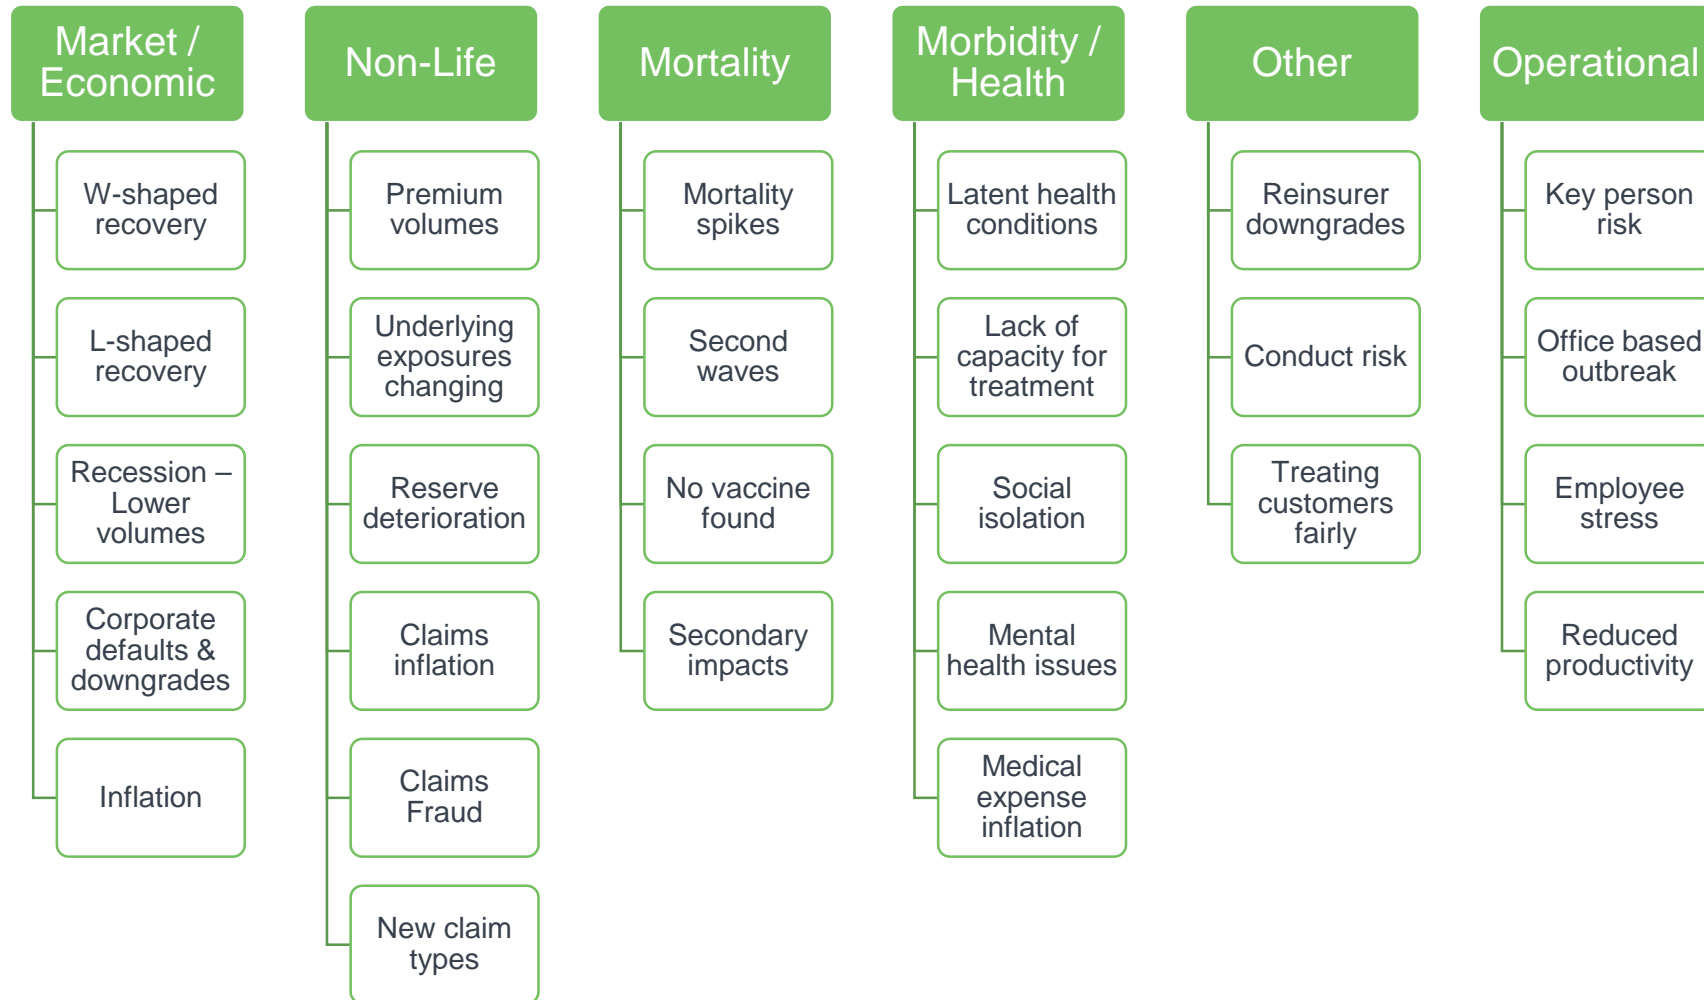 Market /
Economic
W-shaped
recovery
L-shaped
recovery
Recession –
Lower
volumes
Corporate
defaults &
downgrades
Inflation
Non-Life
Premium
volumes
Underlying
exposures
changing
Reserve
deterioration
Claims
inflation
Claims
Fraud
New claim
types
Mortality
Mortality
spikes
Second
waves
No vaccine
found
Secondary
impacts
Morbidity /
Health
Latent health
conditions
Lack of
capacity for
treatment
Social
isolation
Mental
health issues
Medical
expense
inflation
Other
Reinsurer
downgrades
Conduct risk
Treating
customers
fairly
Operational
Key person
risk
Office based
outbreak
Employee
stress
Reduced
productivity